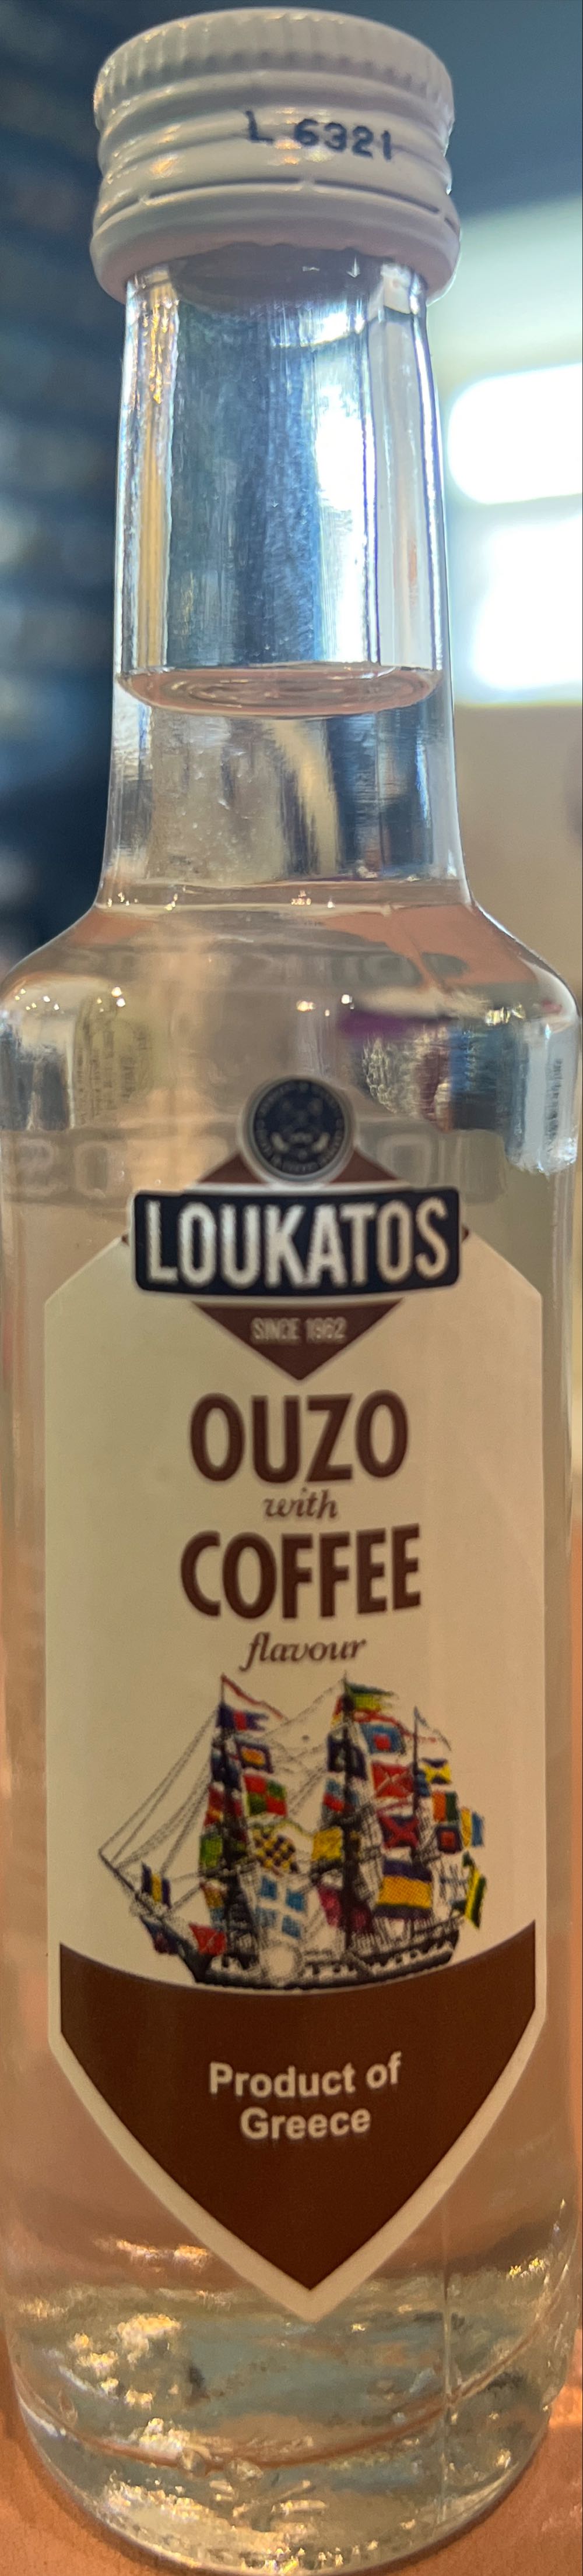 L 6321
LOUKATOS
SINCE 1962
OUZO
with
COFFEE
flavour
Product of
Greece